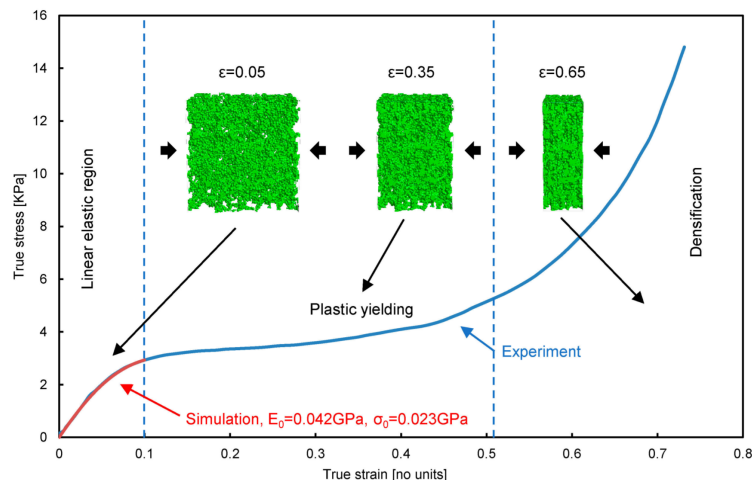 16
14
12
10
8
6
4
2
0
True stress [KPa]
Linear elastic region
ε=0.05
ε=0.35
ε=0.65
Densification
Plastic yielding
Experiment
Simulation, E₀=0.042GPa, σ₀=0.023GPa
0 0.1 0.2 0.3 0.4 0.5 0.6 0.7 0.8
True strain [no units]